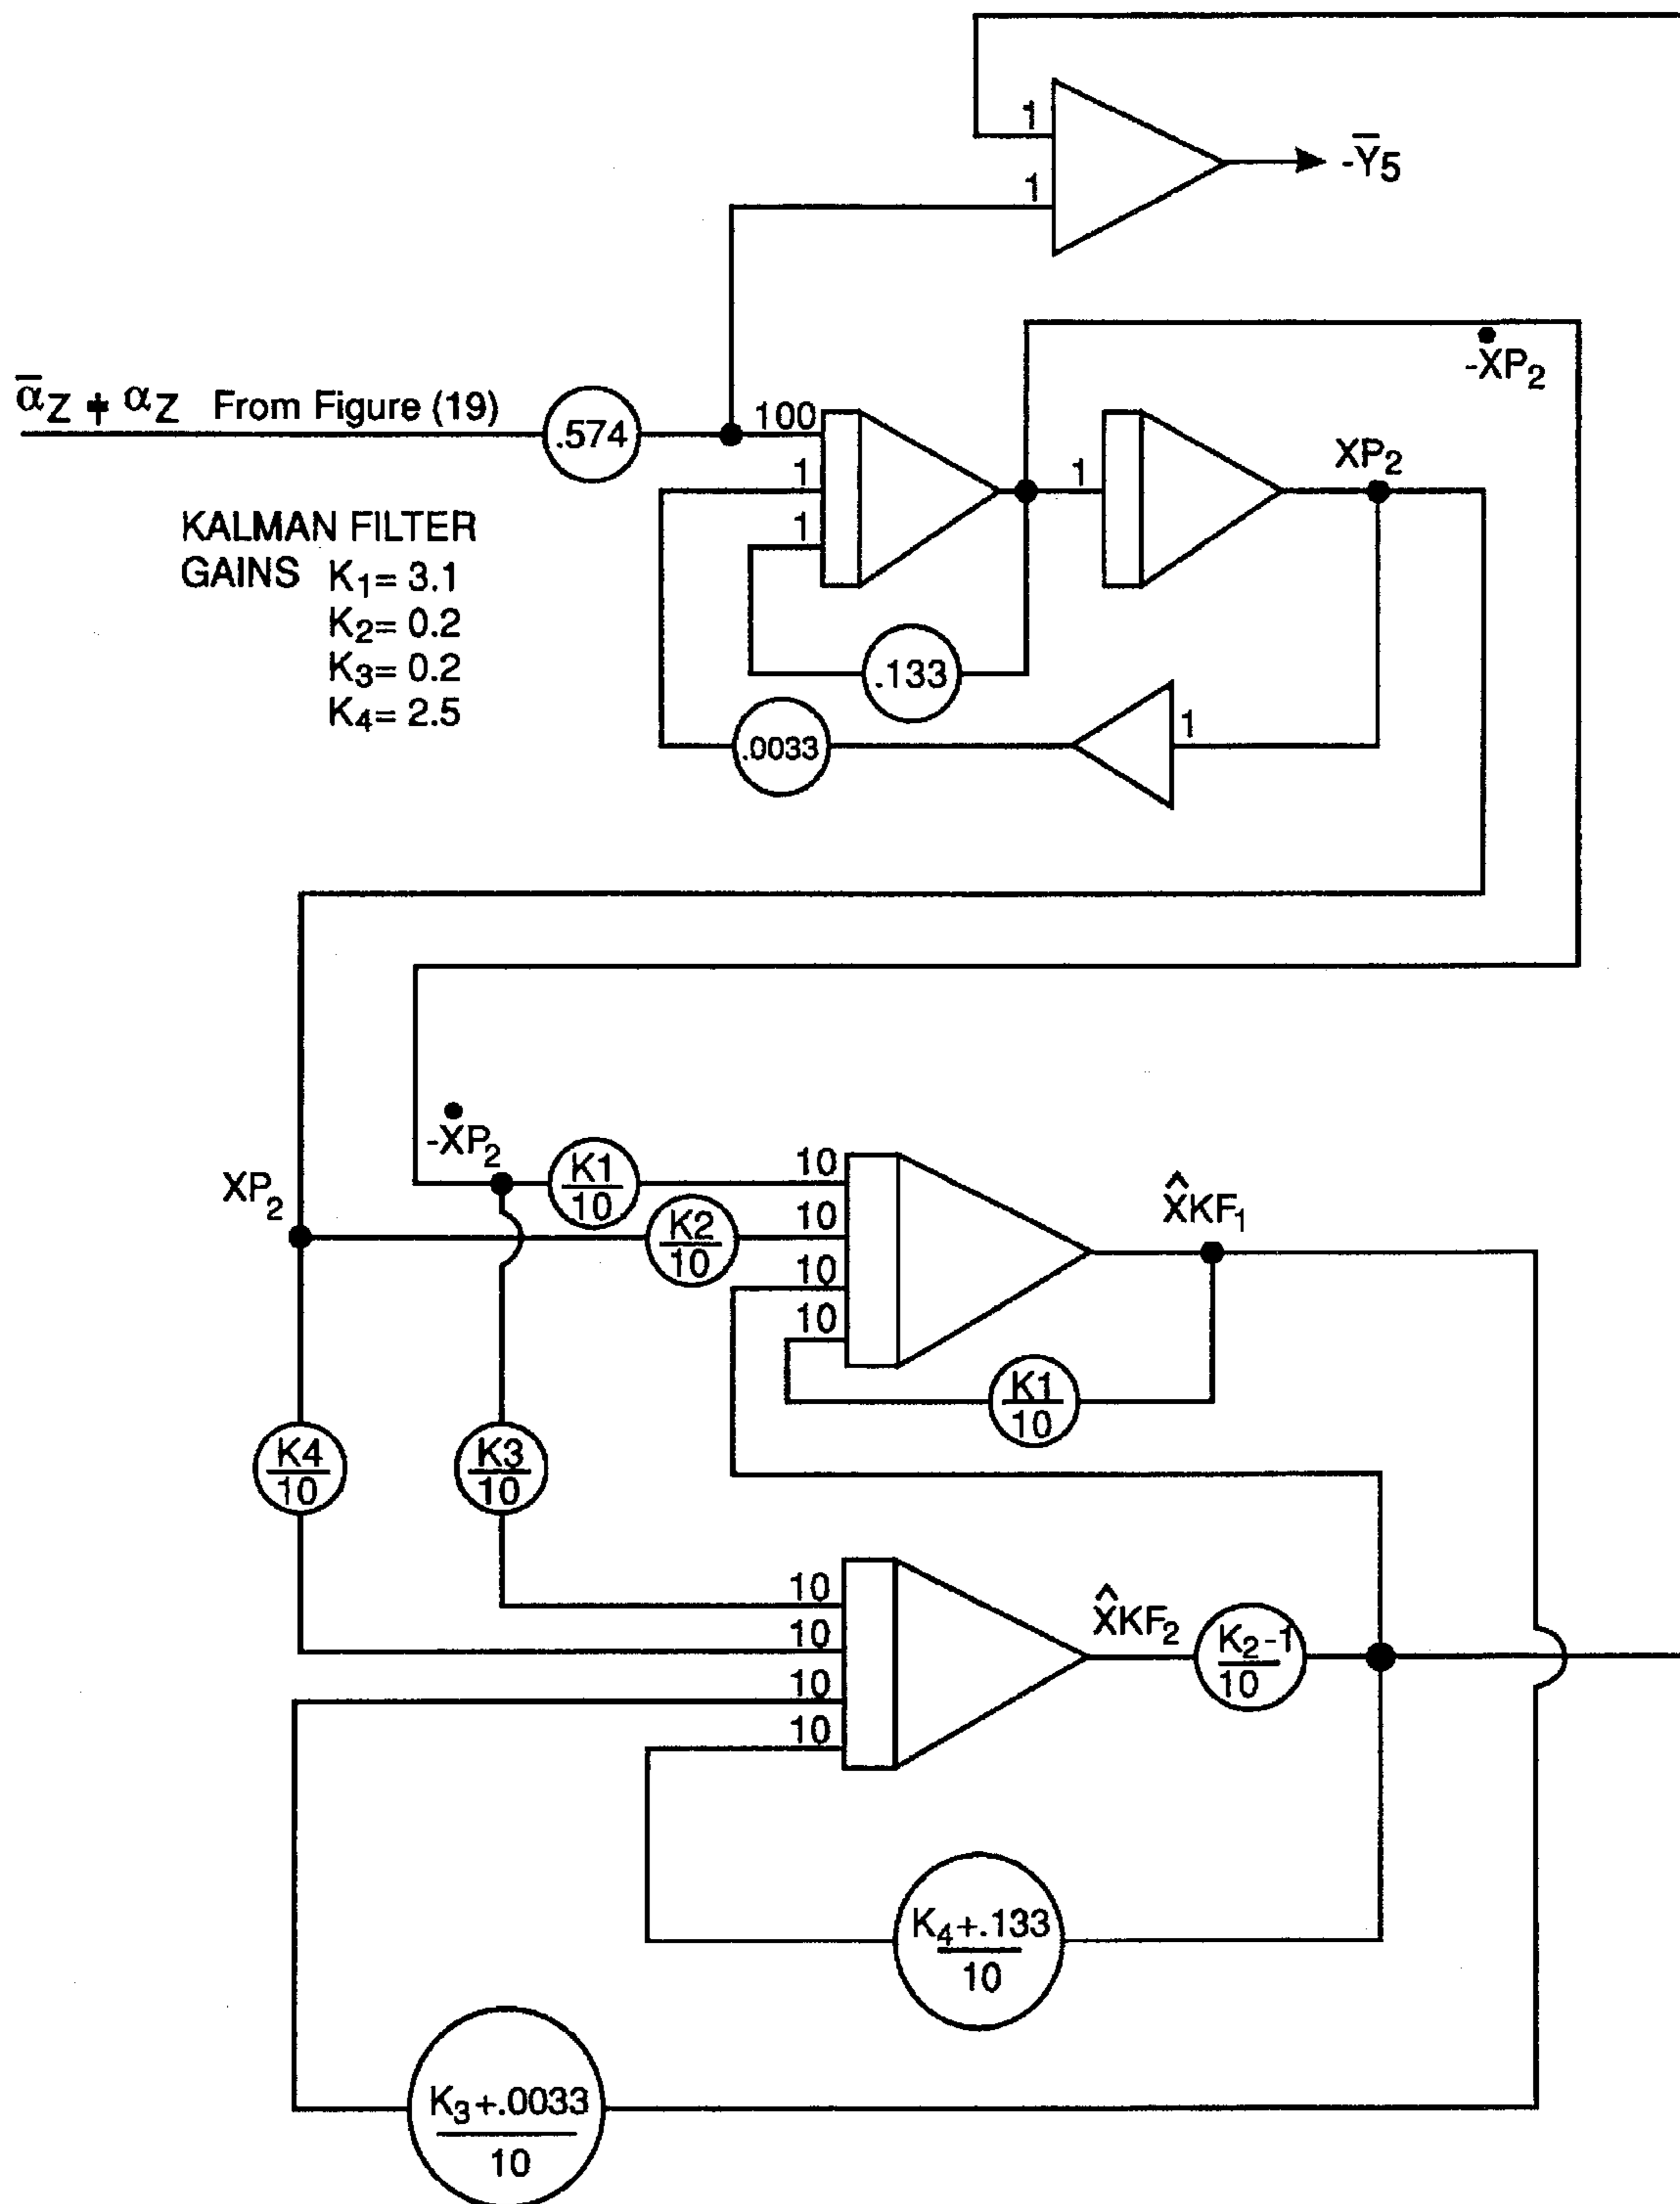 1
1
-Y̅5
-ẊP2
α̅Z + αZ From Figure (19)
.574
100
1
1
1
XP2
KALMAN FILTER
GAINS K1= 3.1
K2= 0.2
K3= 0.2
K4= 2.5
.133
.0033
1
-ẊP2
XP2
K1
10
K2
10
10
10
10
10
X̂KF1
K1
10
K4
10
K3
10
10
10
10
10
X̂KF2
K2-1
10
K4+.133
10
K3+.0033
10